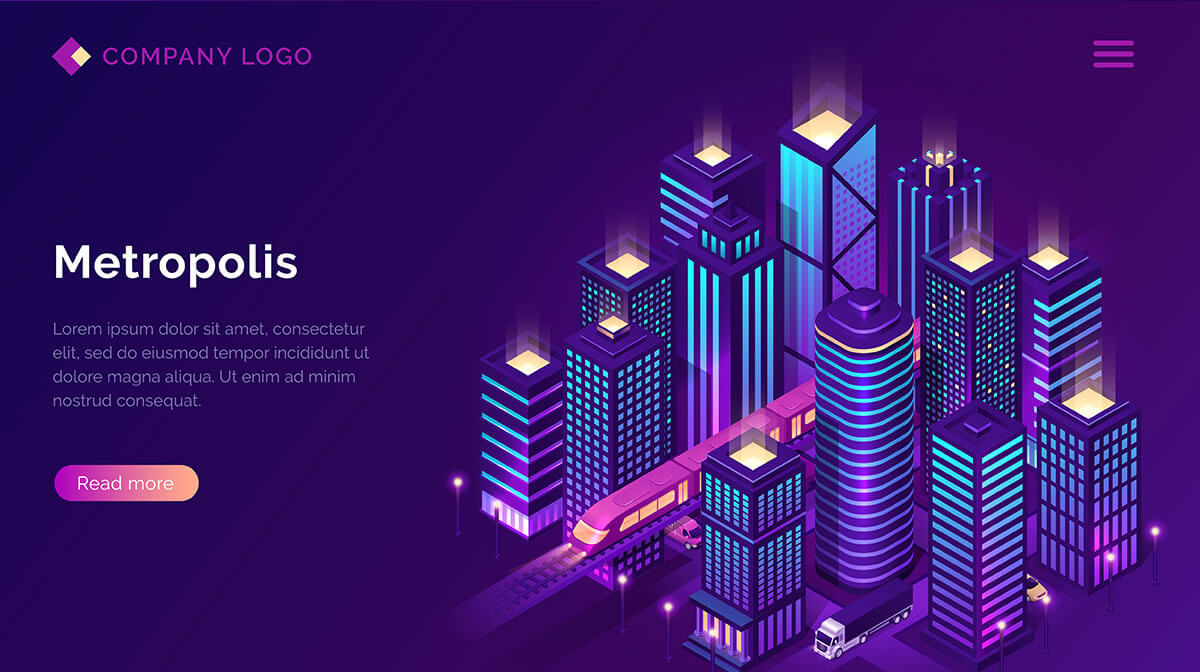 COMPANY LOGO
Metropolis
Lorem ipsum dolor sit amet, consectetur
elit, sed do eiusmod tempor incididunt ut
dolore magna aliqua. Ut enim ad minim
nostrud consequat.
Read more